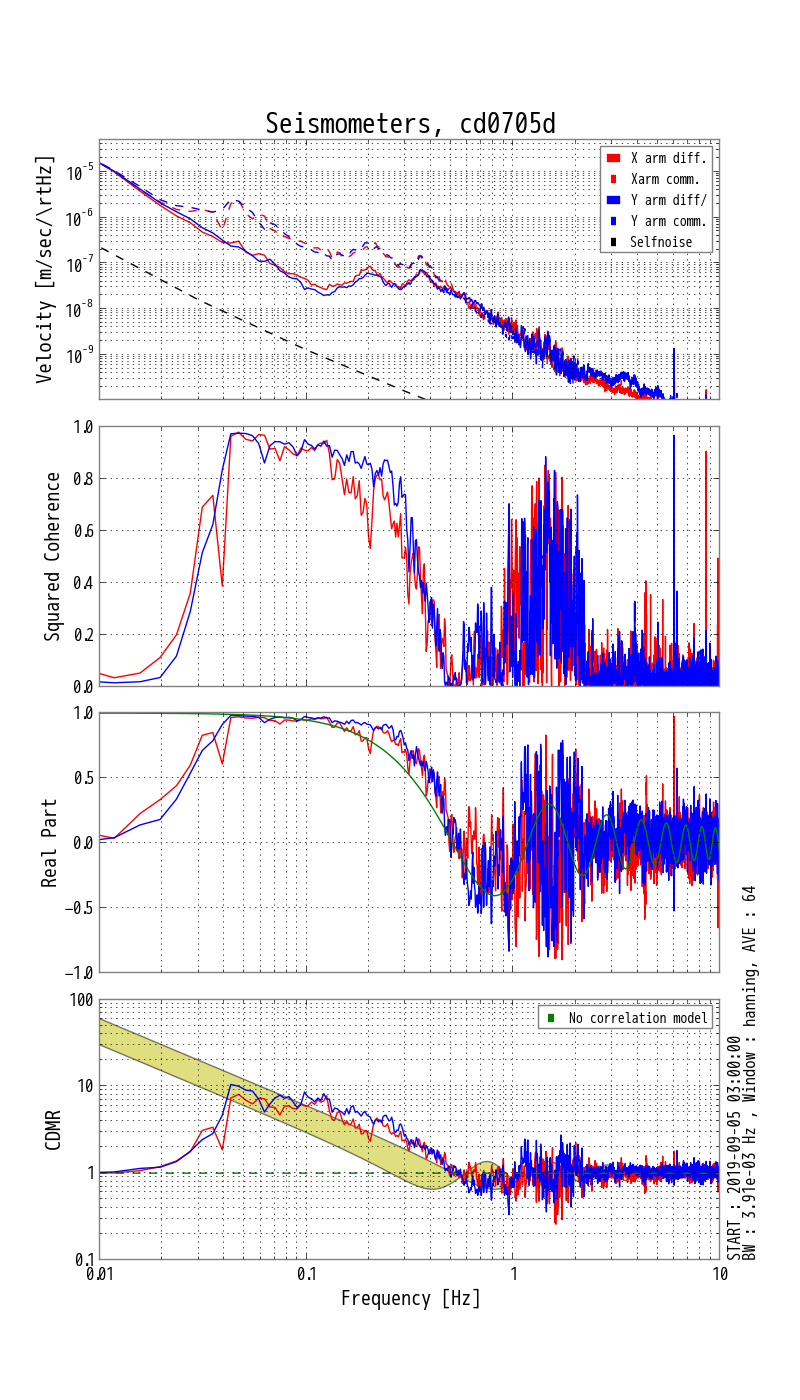 Seismometers, cd0705d
Velocity [m/sec/\rtHz]
10^-5
10^-6
10^-7
10^-8
10^-9
X arm diff.
Xarm comm.
Y arm diff/
Y arm comm.
Selfnoise
Squared Coherence
1.0
0.8
0.6
0.4
0.2
0.0
Real Part
1.0
0.5
0.0
−0.5
−1.0
CDMR
100
10
1
0.1
No correlation model
0.01
0.1
1
10
Frequency [Hz]
START : 2019-09-05 03:00:00
BW : 3.91e-03 Hz , Window : hanning, AVE : 64